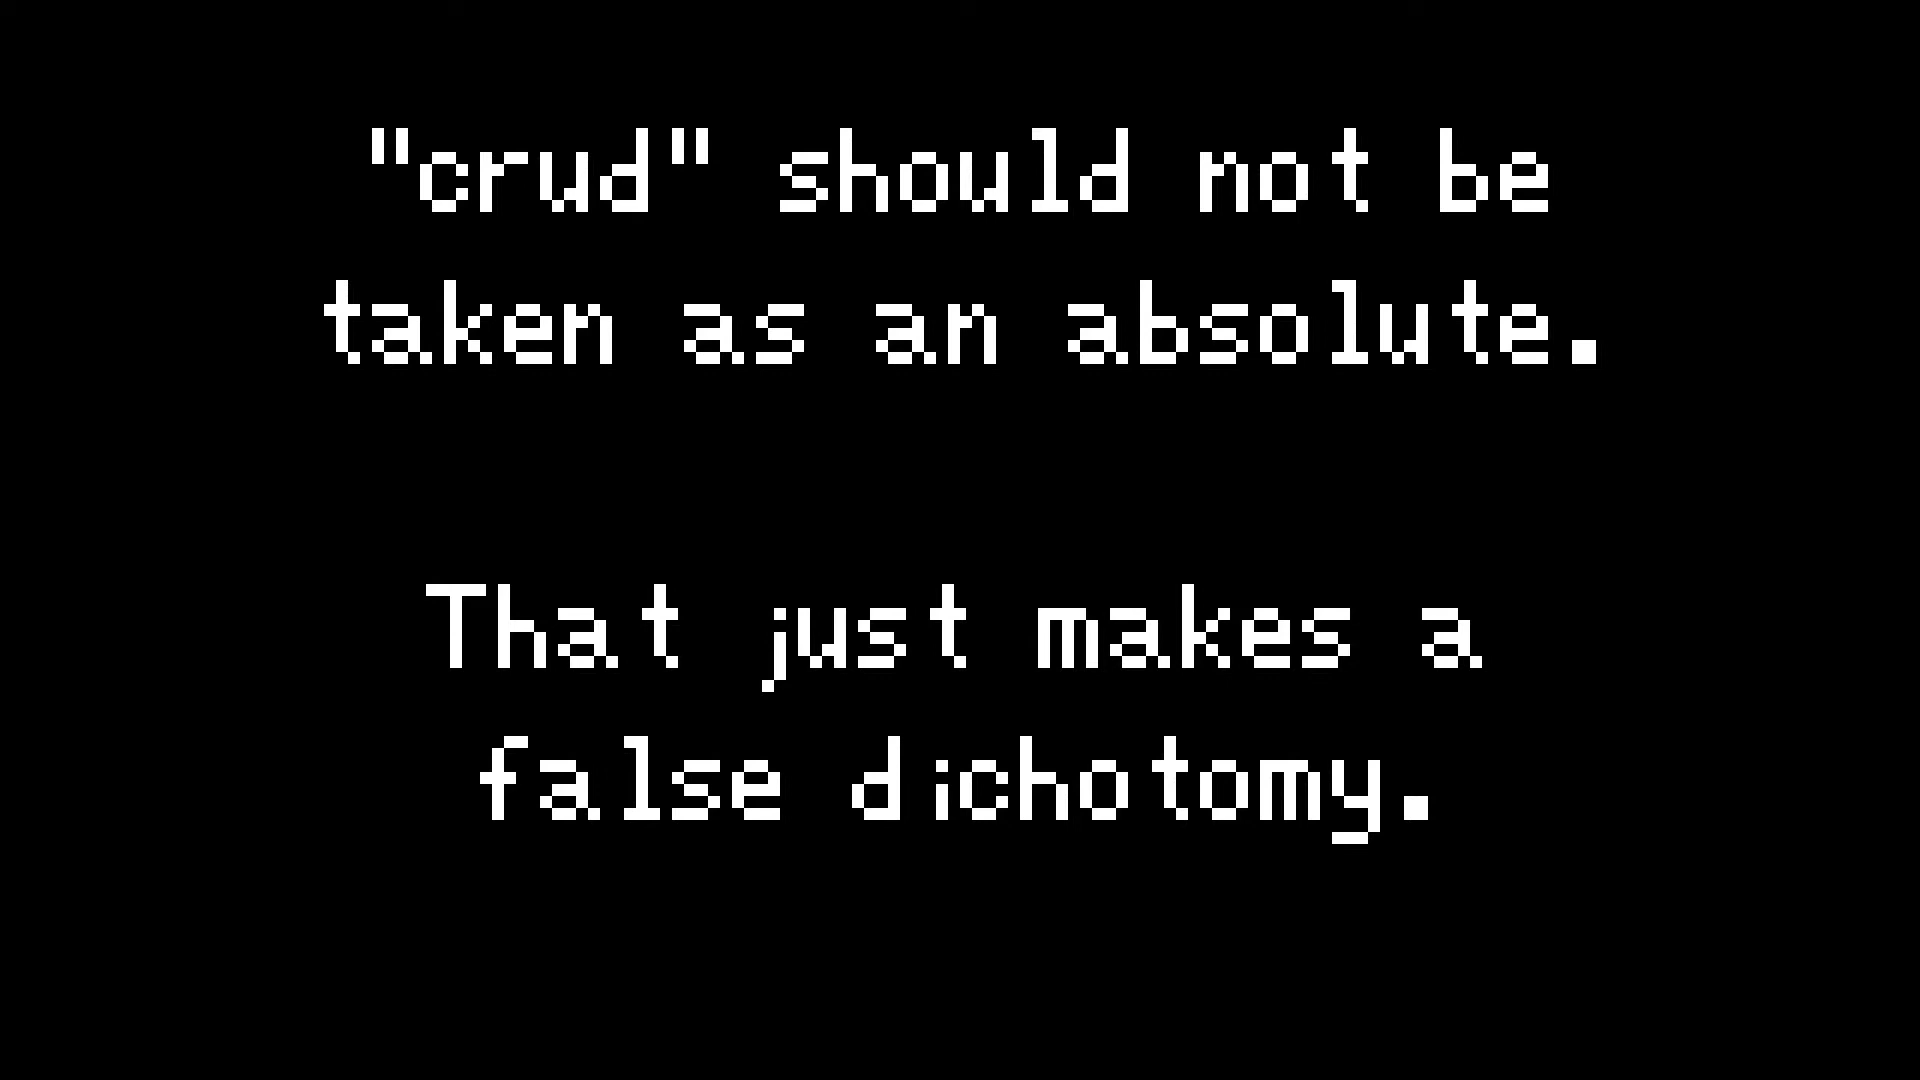 "crud" should not be
taken as an absolute.
That just makes a
false dichotomy.